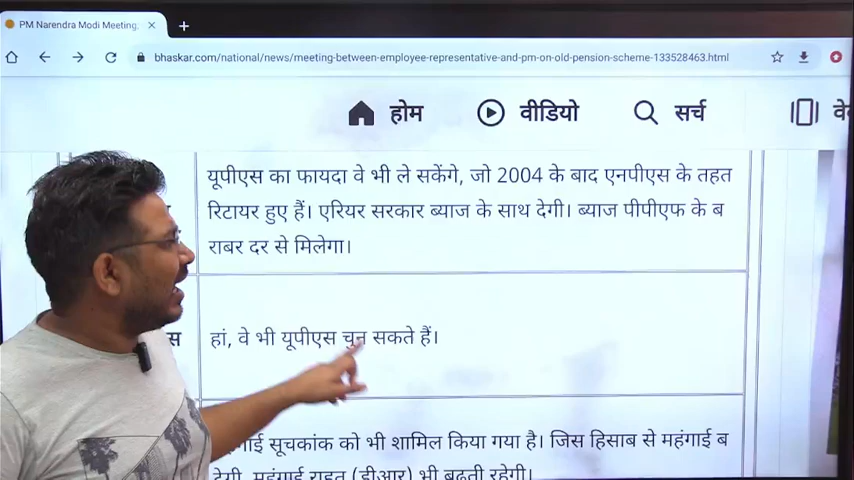 PM Narendra Modi Meeting,
bhaskar.com/national/news/meeting-between-employee-representative-and-pm-on-old-pension-scheme-133528463.html
होम
वीडियो
सर्च
यूपीएस का फायदा वे भी ले सकेंगे, जो 2004 के बाद एनपीएस के तहत
रिटायर हुए हैं। एरियर सरकार ब्याज के साथ देगी। ब्याज पीपीएफ के ब
राबर दर से मिलेगा।
स
हां, वे भी यूपीएस चुन सकते हैं।
सूचकांक को भी शामिल किया गया है। जिस हिसाब से महंगाई ब
ढ़ेगी, महंगाई राहत (डीआर) भी बढ़ती रहेगी।